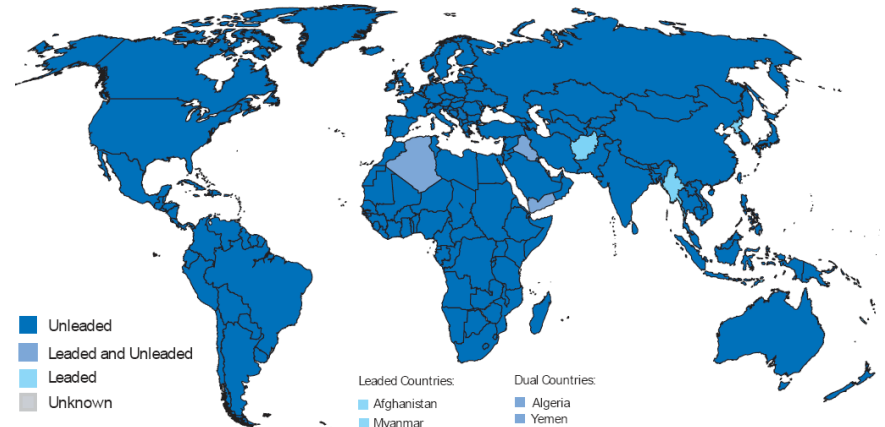 Unleaded
Leaded and Unleaded
Leaded
Unknown
Leaded Countries:
Afghanistan
Myanmar
Dual Countries:
Algeria
Yemen